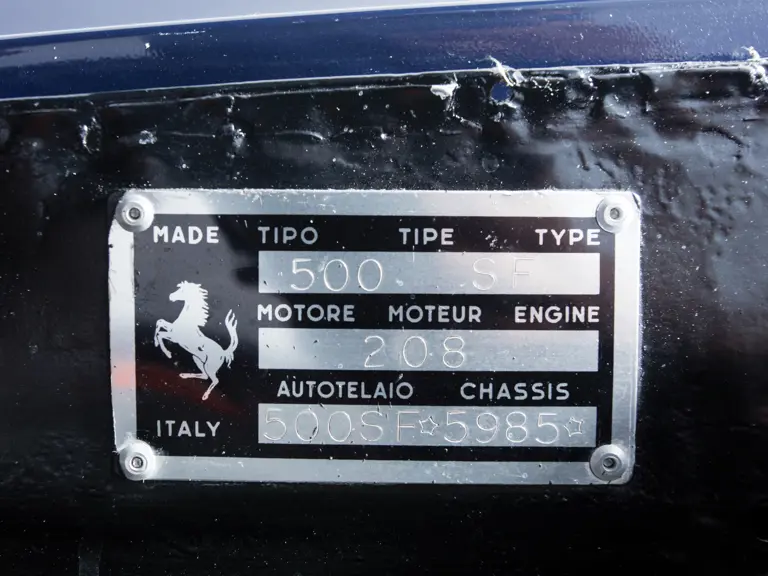 MADE TIPO TIPE TYPE
500 SF
MOTORE MOTEUR ENGINE
208
AUTOTELAIO CHASSIS
ITALY 500SF☆5985☆